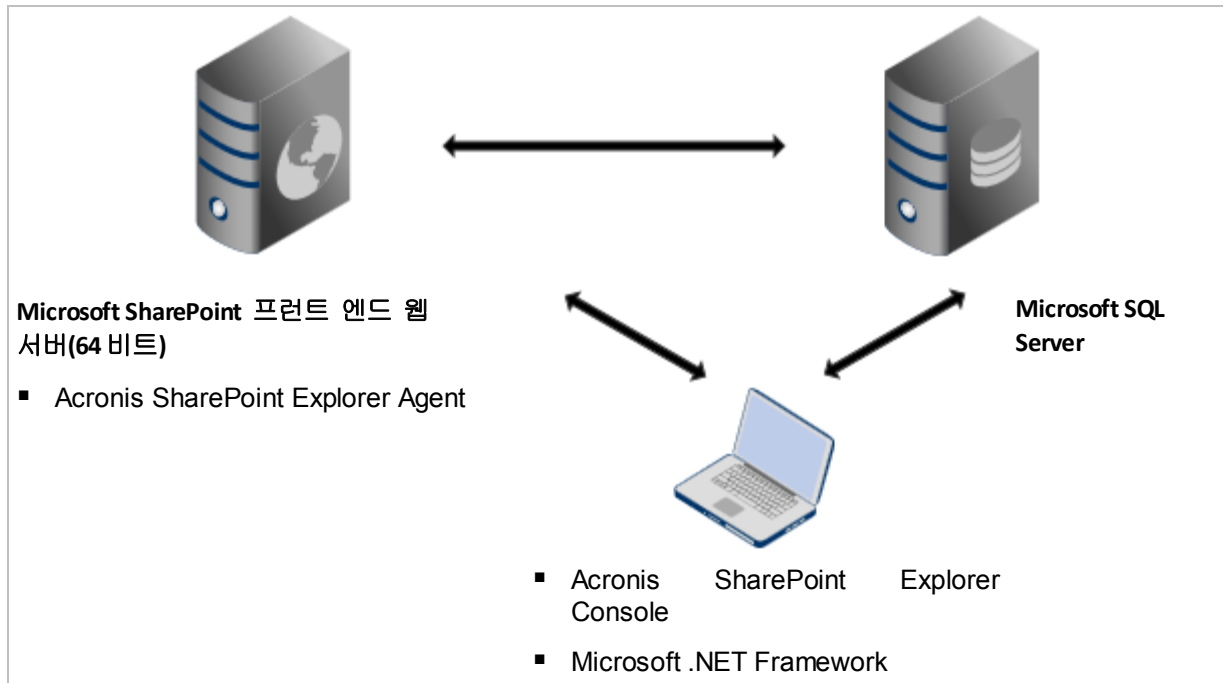 Microsoft SharePoint 프런트 엔드 웹
서버(64 비트)
▪ Acronis SharePoint Explorer Agent
Microsoft SQL
Server
▪ Acronis SharePoint Explorer
Console
▪ Microsoft .NET Framework